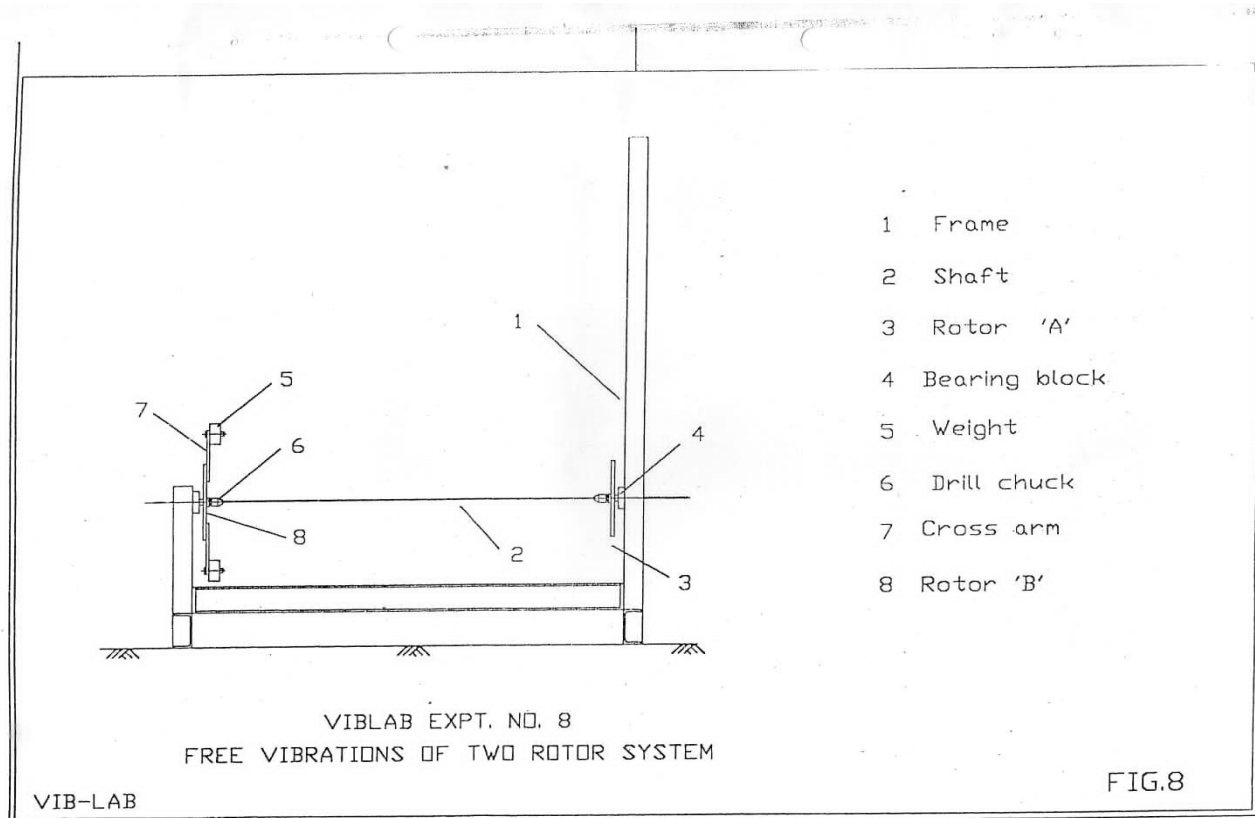 1 Frame
2 Shaft
3 Rotor 'A'
4 Bearing block
5 Weight
6 Drill chuck
7 Cross arm
8 Rotor 'B'
1
5
7
4
6
8
2
3
VIBLAB EXPT. NO. 8
FREE VIBRATIONS OF TWO ROTOR SYSTEM
VIB-LAB
FIG.8